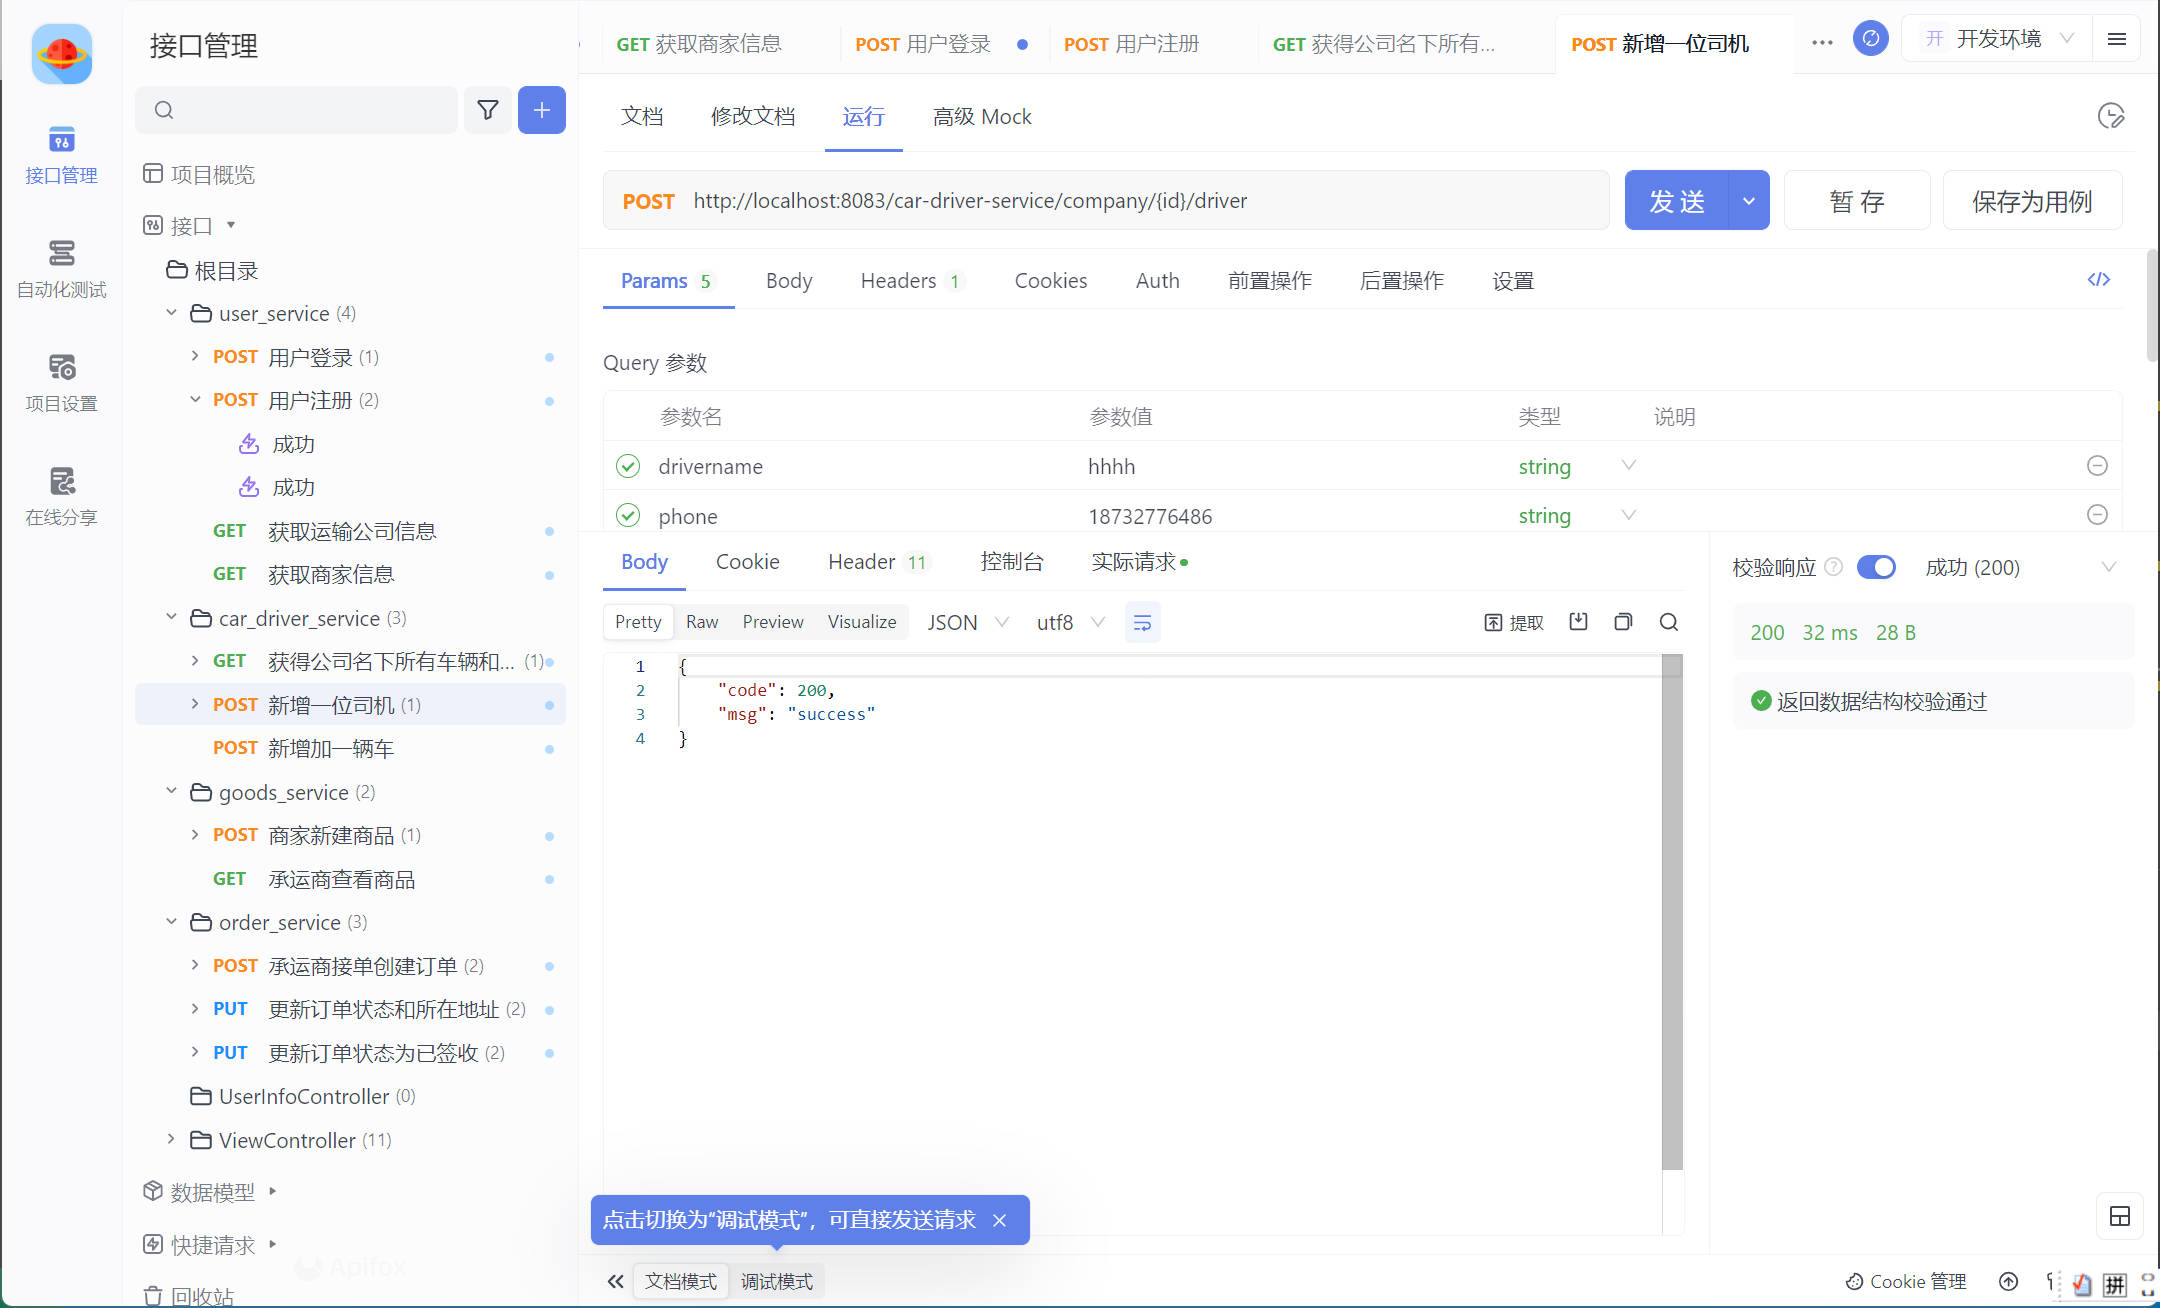 接口管理
自动化测试
项目设置
在线分享
接口管理
项目概览
接口
根目录
user_service (4)
POST 用户登录 (1)
POST 用户注册 (2)
成功
成功
GET 获取运输公司信息
GET 获取商家信息
car_driver_service (3)
GET 获得公司名下所有车辆和... (1)
POST 新增一位司机 (1)
POST 新增加一辆车
goods_service (2)
POST 商家新建商品 (1)
GET 承运商查看商品
order_service (3)
POST 承运商接单创建订单 (2)
PUT 更新订单状态和所在地址 (2)
PUT 更新订单状态为已签收 (2)
UserInfoController (0)
ViewController (11)
数据模型
快捷请求
Apifox
回收站
GET 获取商家信息 POST 用户登录 POST 用户注册 GET 获得公司名下所有... POST 新增一位司机 ··· 开 开发环境
文档 修改文档 运行 高级 Mock
POST http://localhost:8083/car-driver-service/company/{id}/driver 发 送 暂 存 保存为用例
Params 5 Body Headers 1 Cookies Auth 前置操作 后置操作 设置
Query 参数
参数名 参数值 类型 说明
drivername hhhh string
phone 18732776486 string
Body Cookie Header 11 控制台 实际请求
Pretty Raw Preview Visualize JSON utf8 提取
1 {
2 "code": 200,
3 "msg": "success"
4 }
校验响应 ? 成功 (200)
200 32 ms 28 B
返回数据结构校验通过
点击切换为“调试模式”，可直接发送请求
文档模式 调试模式
Cookie 管理
拼